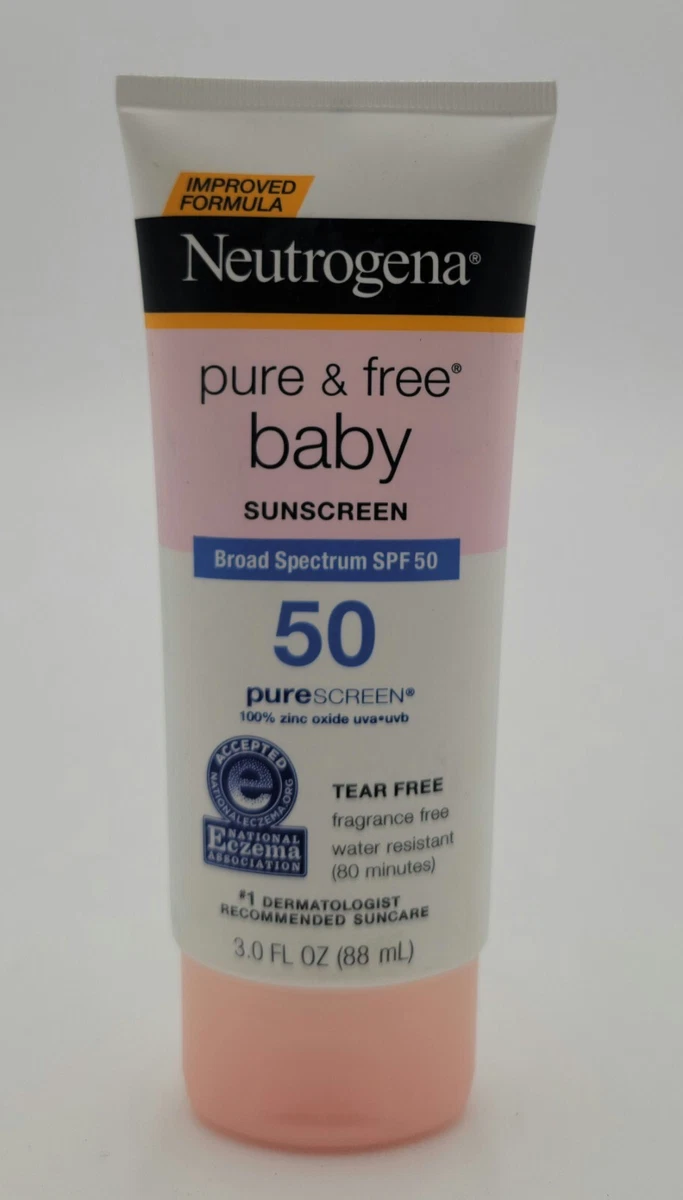 IMPROVED
FORMULA
Neutrogena®
pure & free®
baby
SUNSCREEN
Broad Spectrum SPF 50
50
pureSCREEN®
100% zinc oxide uva•uvb
ACCEPTED
NATIONALECZEMA.ORG
e
NATIONAL
Eczema
ASSOCIATION
TEAR FREE
fragrance free
water resistant
(80 minutes)
#1 DERMATOLOGIST
RECOMMENDED SUNCARE
3.0 FL OZ (88 mL)